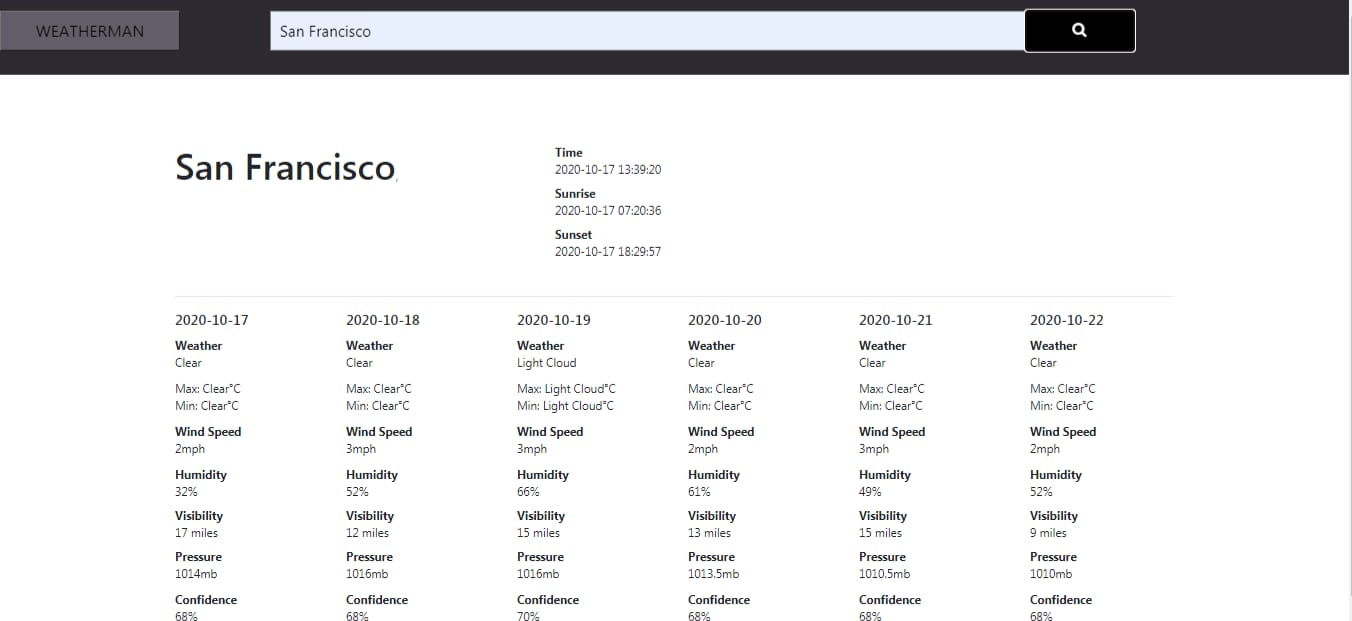 WEATHERMAN
San Francisco
San Francisco,
Time
2020-10-17 13:39:20
Sunrise
2020-10-17 07:20:36
Sunset
2020-10-17 18:29:57
2020-10-17
Weather
Clear
Max: Clear°C
Min: Clear°C
Wind Speed
2mph
Humidity
32%
Visibility
17 miles
Pressure
1014mb
Confidence
68%
2020-10-18
Weather
Clear
Max: Clear°C
Min: Clear°C
Wind Speed
3mph
Humidity
52%
Visibility
12 miles
Pressure
1016mb
Confidence
68%
2020-10-19
Weather
Light Cloud
Max: Light Cloud°C
Min: Light Cloud°C
Wind Speed
3mph
Humidity
66%
Visibility
15 miles
Pressure
1016mb
Confidence
70%
2020-10-20
Weather
Clear
Max: Clear°C
Min: Clear°C
Wind Speed
2mph
Humidity
61%
Visibility
13 miles
Pressure
1013.5mb
Confidence
68%
2020-10-21
Weather
Clear
Max: Clear°C
Min: Clear°C
Wind Speed
3mph
Humidity
49%
Visibility
15 miles
Pressure
1010.5mb
Confidence
68%
2020-10-22
Weather
Clear
Max: Clear°C
Min: Clear°C
Wind Speed
2mph
Humidity
52%
Visibility
9 miles
Pressure
1010mb
Confidence
68%